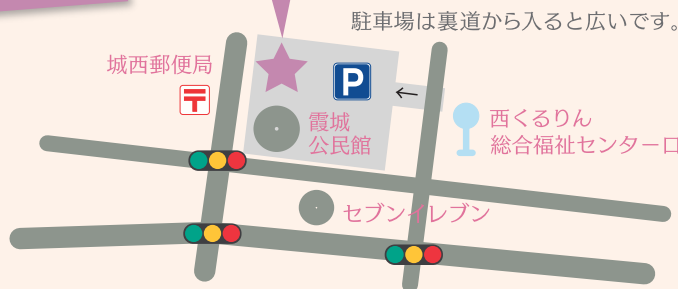 駐車場は裏道から入ると広いです。
城西郵便局
P
霞城
公民館
西くるりん
総合福祉センター口
セブンイレブン